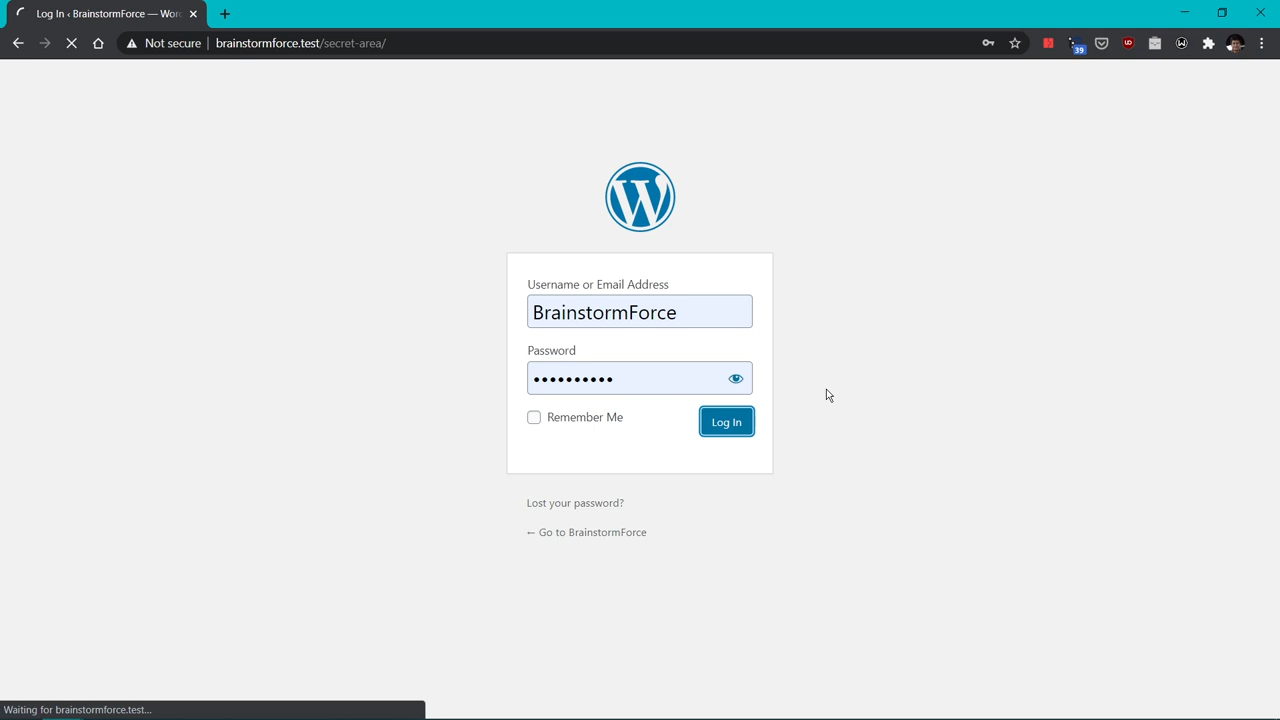 Log In ‹ BrainstormForce — Wor
Not secure | brainstormforce.test/secret-area/
39
Username or Email Address
BrainstormForce
Password
••••••••••
Remember Me
Log In
Lost your password?
← Go to BrainstormForce
Waiting for brainstormforce.test...